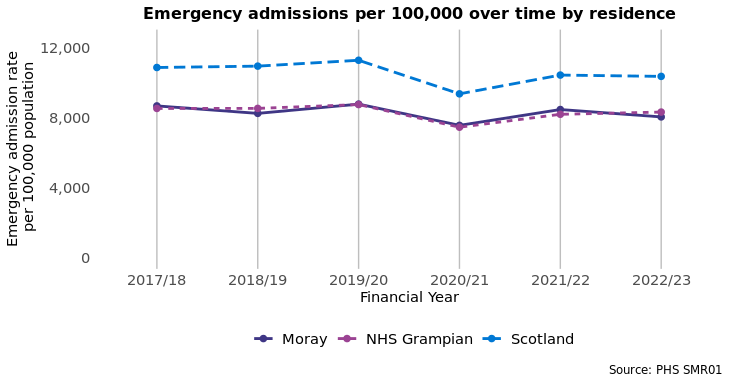 Emergency admissions per 100,000 over time by residence
Emergency admission rate
per 100,000 population
12,000
8,000
4,000
0
2017/18 2018/19 2019/20 2020/21 2021/22 2022/23
Financial Year
Moray NHS Grampian Scotland
Source: PHS SMR01